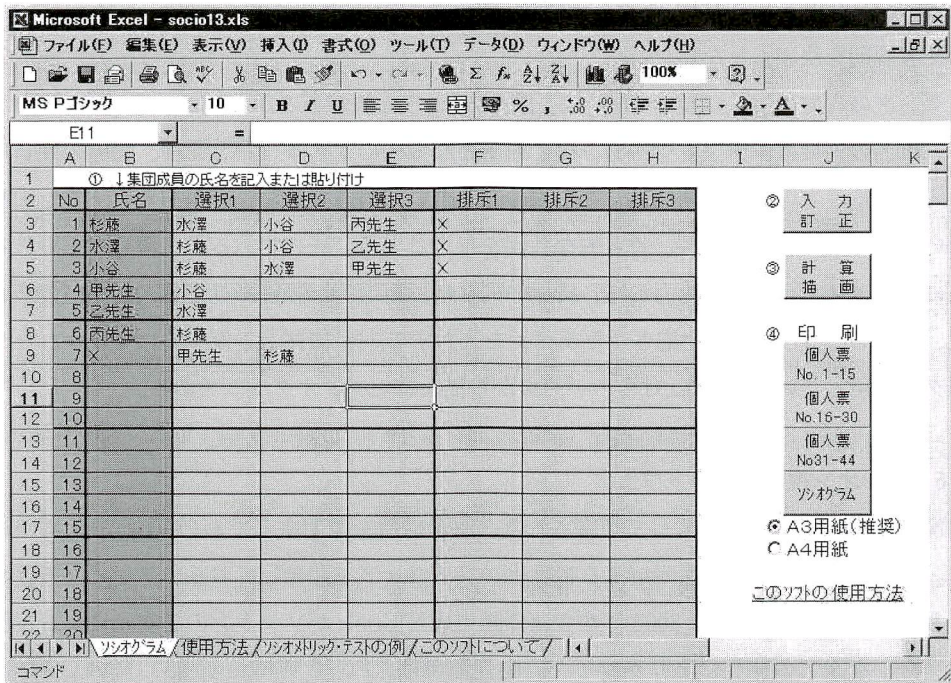 Microsoft Excel - socio13.xls
ファイル(F) 編集(E) 表示(V) 挿入(I) 書式(O) ツール(T) データ(D) ウィンドウ(W) ヘルプ(H)
100%
MS Pゴシック 10 B I U % ,
E11 =
A B C D E F G H I J K
1 ① ↓集団成員の氏名を記入または貼り付け
2 No 氏名 選択1 選択2 選択3 排斥1 排斥2 排斥3 ② 入力
3 1 杉藤 水澤 小谷 丙先生 X 訂正
4 2 水澤 杉藤 小谷 乙先生 X
5 3 小谷 杉藤 水澤 甲先生 X ③ 計算
6 4 甲先生 小谷 描画
7 5 乙先生 水澤
8 6 丙先生 杉藤 ④ 印刷
9 7 X 甲先生 杉藤 個人票
10 8 No. 1-15
11 9 個人票
12 10 No.16-30
13 11 個人票
14 12 No31-44
15 13
16 14 ソシオグラム
17 15 A3用紙(推奨)
18 16 A4用紙
19 17
20 18 このソフトの使用方法
21 19
22 20
ソシオグラム 使用方法 ソシオメトリック・テストの例 このソフトについて
コマンド